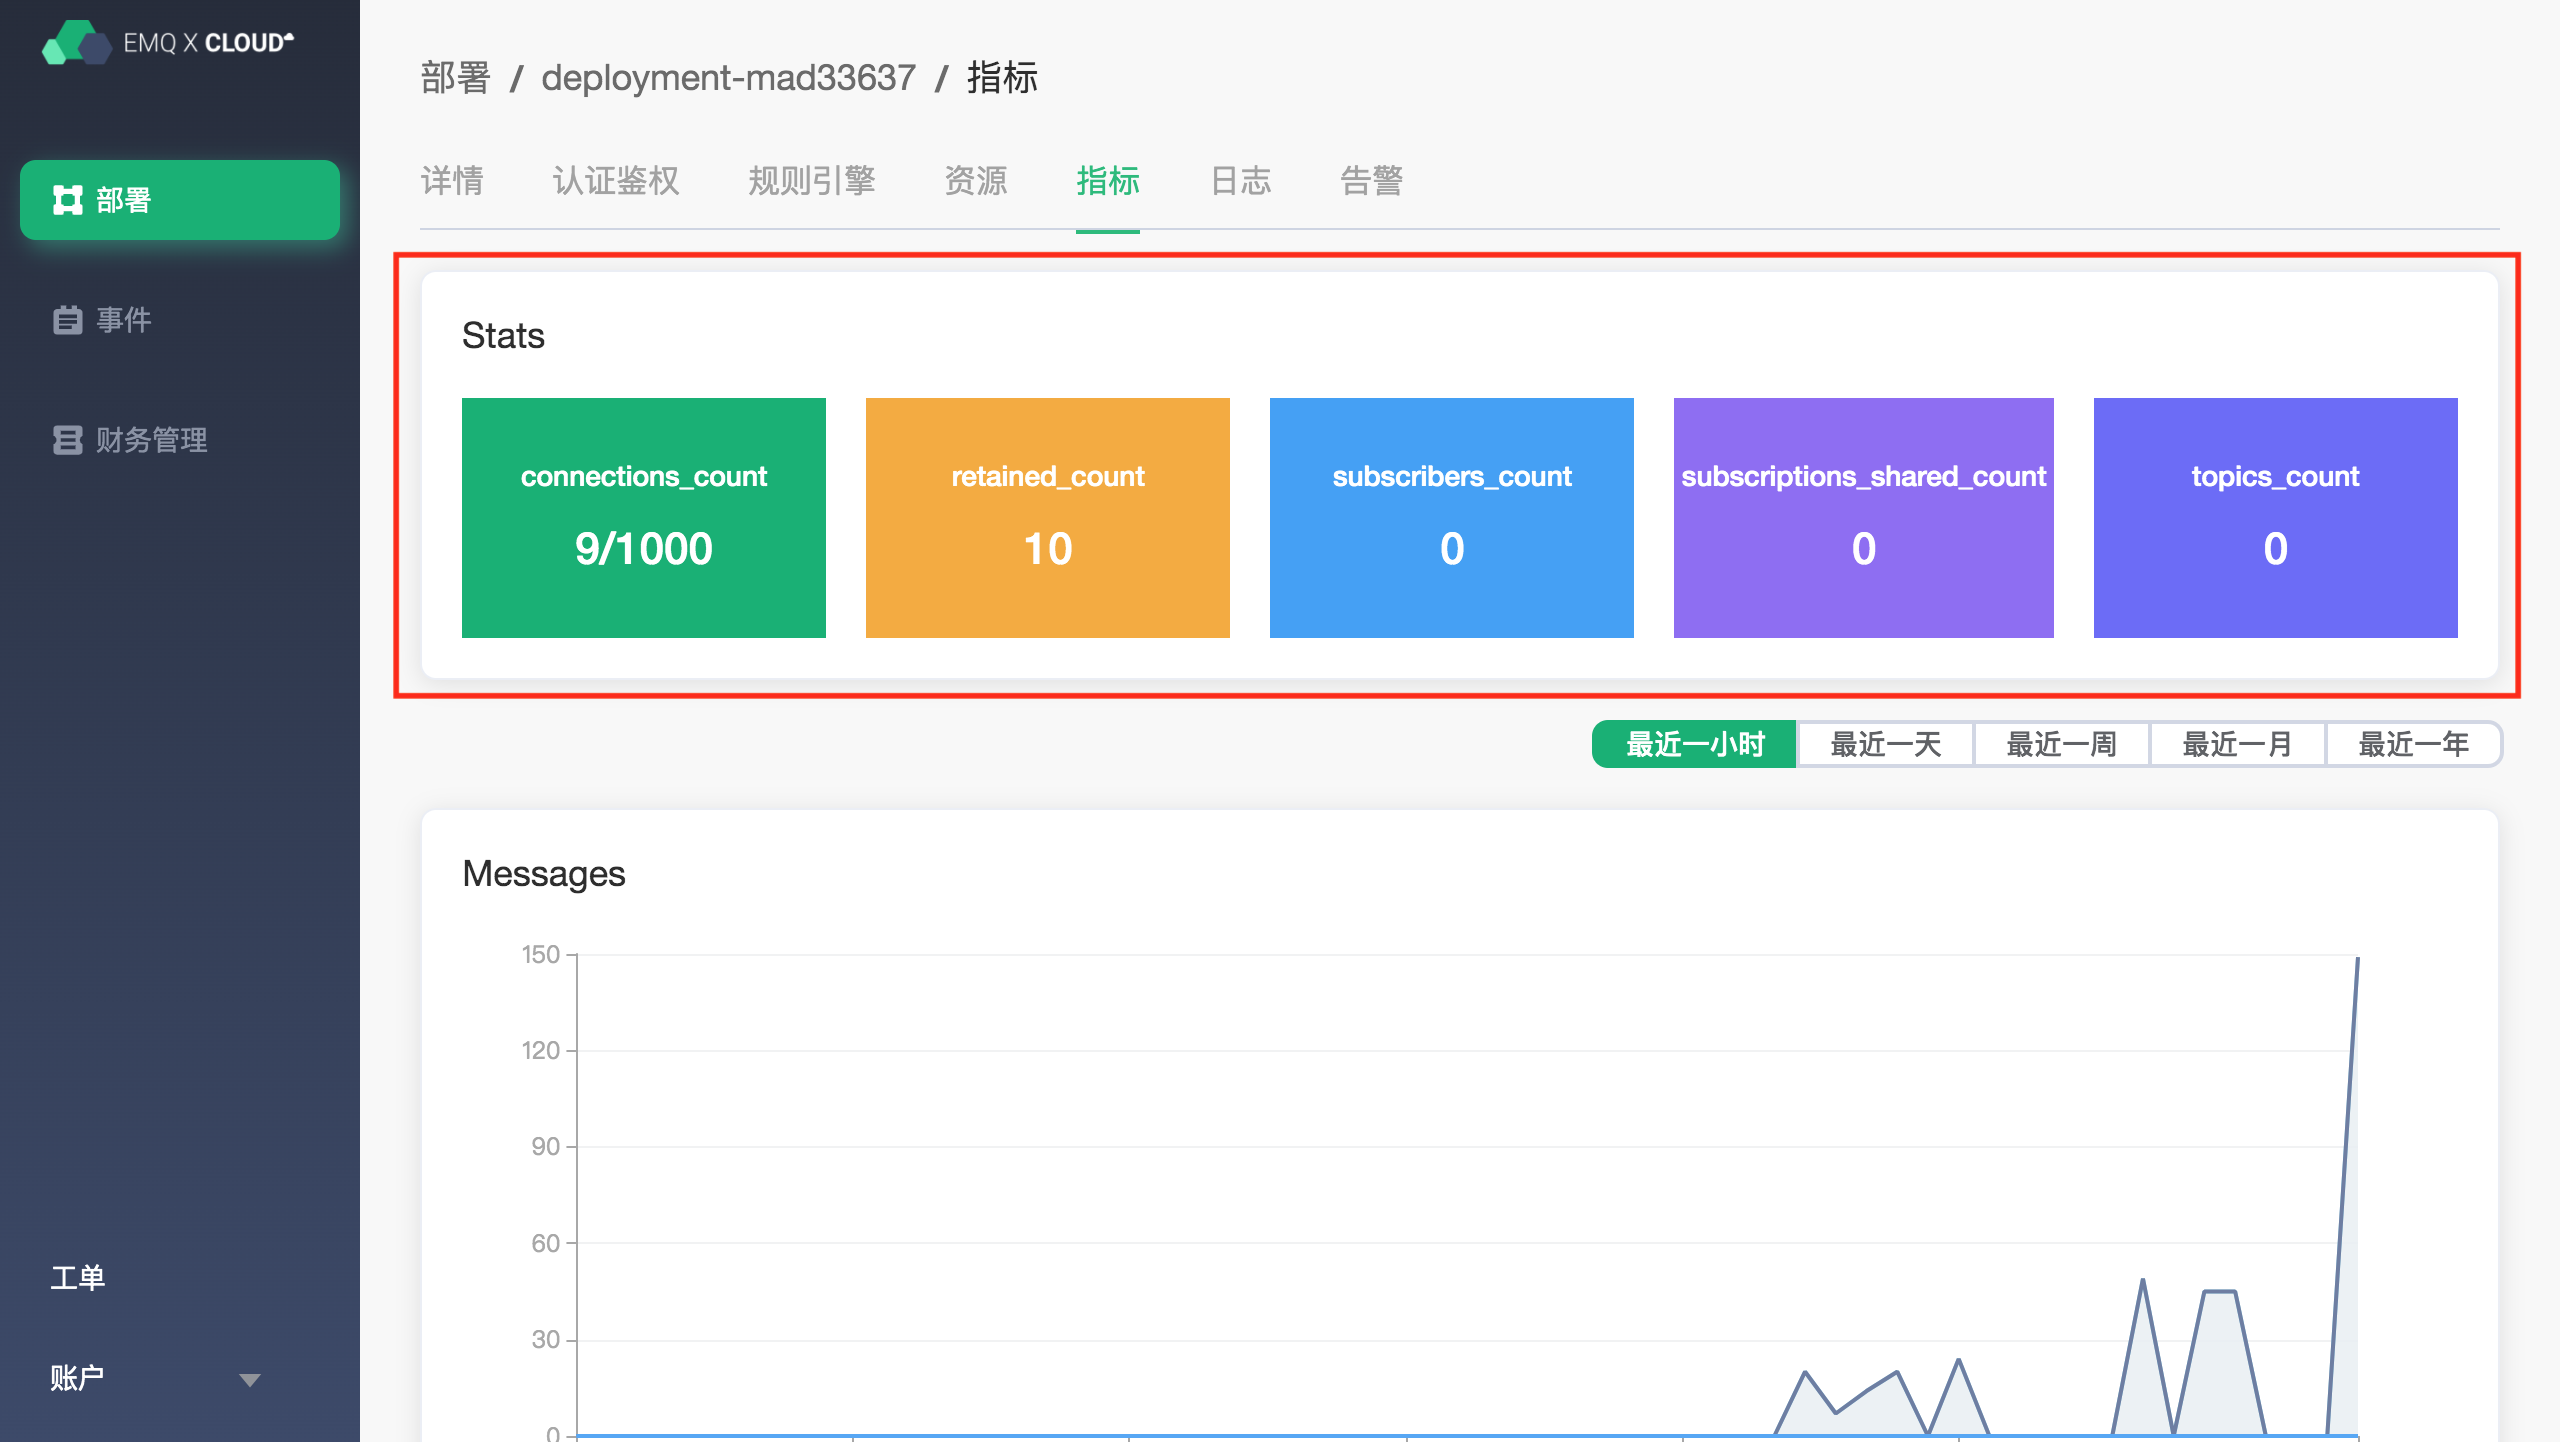 EMQ X CLOUD
部署
事件
财务管理
工单
账户
部署 / deployment-mad33637 / 指标
详情 认证鉴权 规则引擎 资源 指标 日志 告警
Stats
connections_count
9/1000
retained_count
10
subscribers_count
0
subscriptions_shared_count
0
topics_count
0
最近一小时 最近一天 最近一周 最近一月 最近一年
Messages
150
120
90
60
30
0